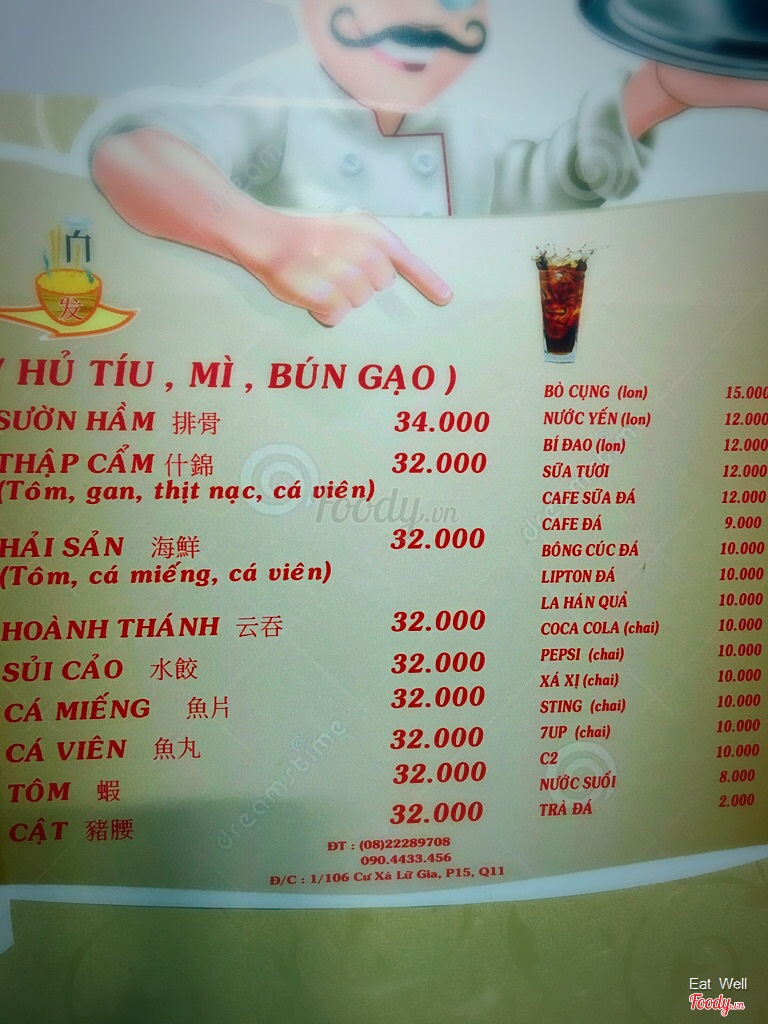 发
( HỦ TÍU , MÌ , BÚN GẠO )
SƯỜN HẦM 排骨 34.000
THẬP CẨM 什錦 32.000
(Tôm, gan, thịt nạc, cá viên)
HẢI SẢN 海鮮 32.000
(Tôm, cá miếng, cá viên)
HOÀNH THÁNH 云吞 32.000
SỦI CẢO 水餃 32.000
CÁ MIẾNG 魚片 32.000
CÁ VIÊN 魚丸 32.000
TÔM 蝦 32.000
CẬT 豬腰 32.000
BÒ CỤNG (lon) 15.000
NƯỚC YẾN (lon) 12.000
BÍ ĐAO (lon) 12.000
SỮA TƯƠI 12.000
CAFE SỮA ĐÁ 12.000
CAFE ĐÁ 9.000
BÔNG CÚC ĐÁ 10.000
LIPTON ĐÁ 10.000
LA HÁN QUẢ 10.000
COCA COLA (chai) 10.000
PEPSI (chai) 10.000
XÁ XỊ (chai) 10.000
STING (chai) 10.000
7UP (chai) 10.000
C2 10.000
NƯỚC SUỐI 8.000
TRÀ ĐÁ 2.000
ĐT : (08)22289708
090.4433.456
Đ/C : 1/106 Cư Xá Lữ Gia, P15, Q11
foody.vn
dreamstime
Eat Well
Foody.vn